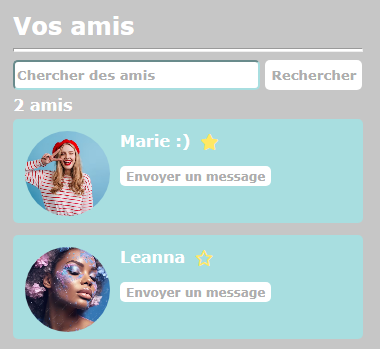 Vos amis
Chercher des amis
Rechercher
2 amis
Marie :)
Envoyer un message
Leanna
Envoyer un message